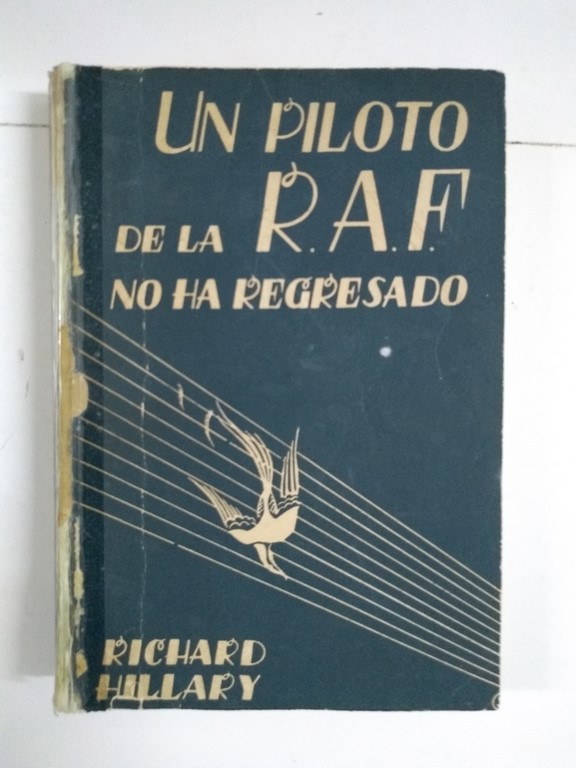 UN PILOTO
DE LA R.A.F.
NO HA REGRESADO
RICHARD
HILLARY